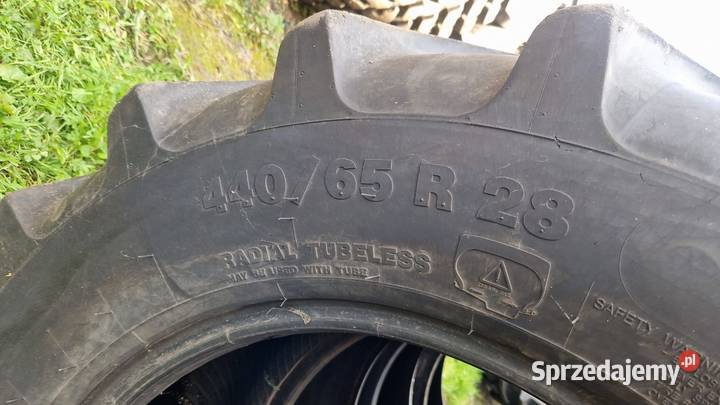 440/65 R 28
RADIAL TUBELESS
MAY BE USED WITH TUBE
SAFETY
Sprzedajemy.pl